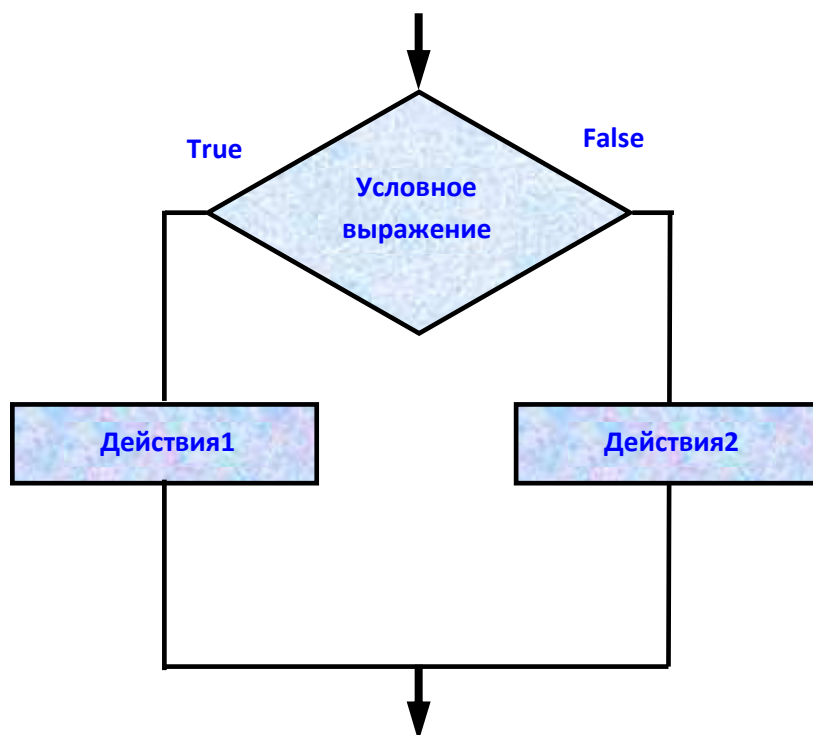 True
False
Условное
выражение
Действия1
Действия2